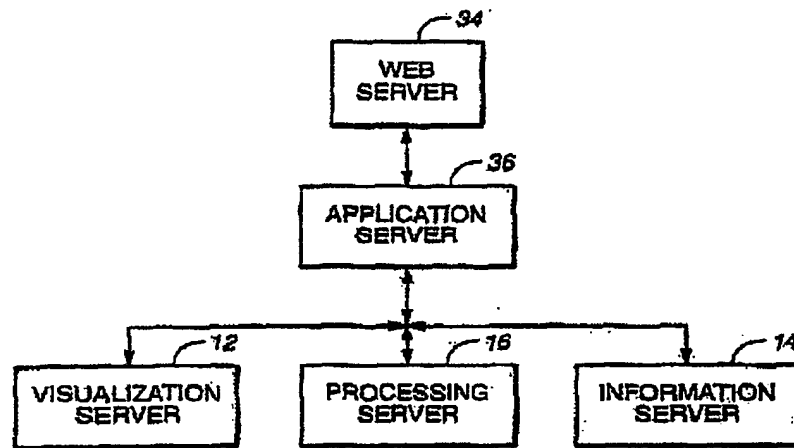 34
WEB
SERVER
36
APPLICATION
SERVER
12
VISUALIZATION
SERVER
16
PROCESSING
SERVER
14
INFORMATION
SERVER